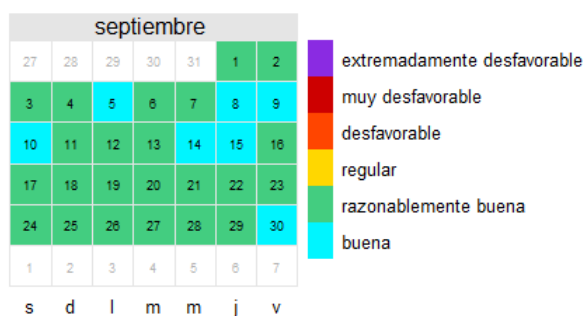 septiembre
27 28 29 30 31 1 2
3 4 5 6 7 8 9
10 11 12 13 14 15 16
17 18 19 20 21 22 23
24 25 26 27 28 29 30
1 2 3 4 5 6 7
s d l m m j v
extremadamente desfavorable
muy desfavorable
desfavorable
regular
razonablemente buena
buena